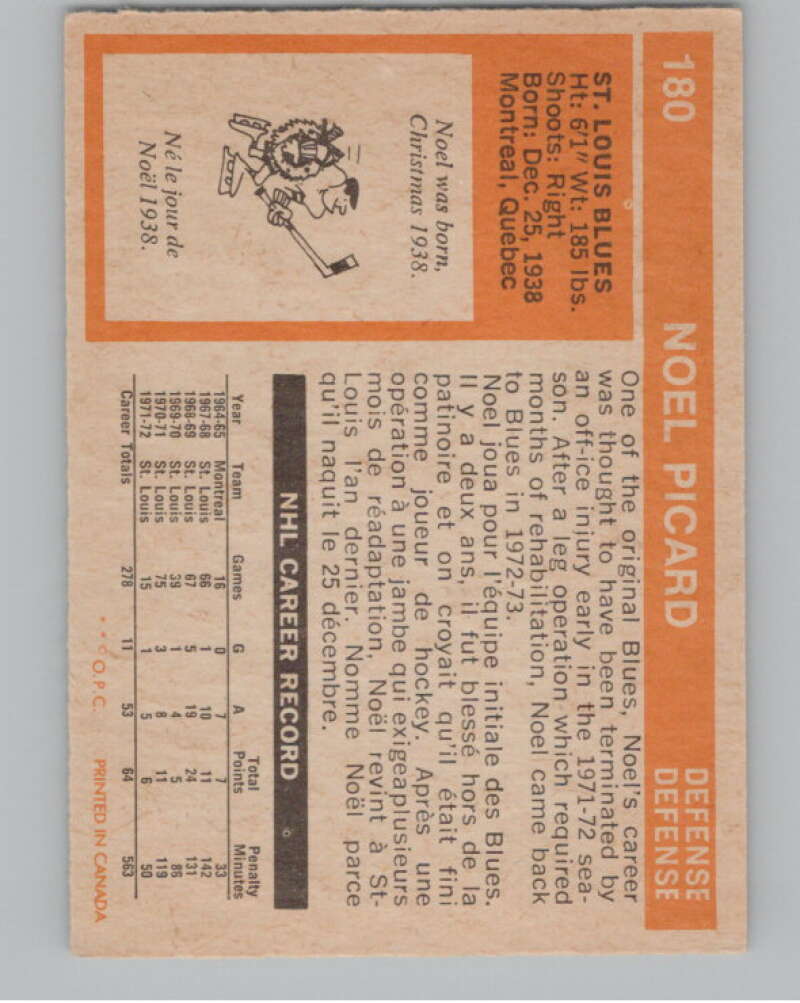 180 NOEL PICARD DEFENSE
DEFENSE
ST. LOUIS BLUES
Ht: 6'1" Wt: 185 lbs.
Shoots: Right
Born: Dec. 25, 1938
Montreal, Quebec
Noel was born,
Christmas 1938.
Né le jour de
Noël 1938.
One of the original Blues, Noel's career
was thought to have been terminated by
an off-ice injury early in the 1971-72 sea-
son. After a leg operation which required
months of rehabilitation, Noel came back
to Blues in 1972-73.
Noel joua pour l'équipe initiale des Blues.
Il y a deux ans, il fut blessé hors de la
patinoire et on croyait qu'il était fini
comme joueur de hockey. Après une
opération à une jambe qui exigeaplusieurs
mois de réadaptation, Noël revint à St-
Louis l'an dernier. Nomme Noël parce
qu'il naquit le 25 décembre.
NHL CAREER RECORD
Year Team Games G A Total Points Penalty Minutes
1964-65 Montreal 16 0 7 7 33
1967-68 St. Louis 66 1 10 11 142
1968-69 St. Louis 67 5 19 24 131
1969-70 St. Louis 39 1 4 5 86
1970-71 St. Louis 75 3 8 11 119
1971-72 St. Louis 15 1 5 6 50
Career Totals 278 11 53 64 563
* * © O.P.C. PRINTED IN CANADA